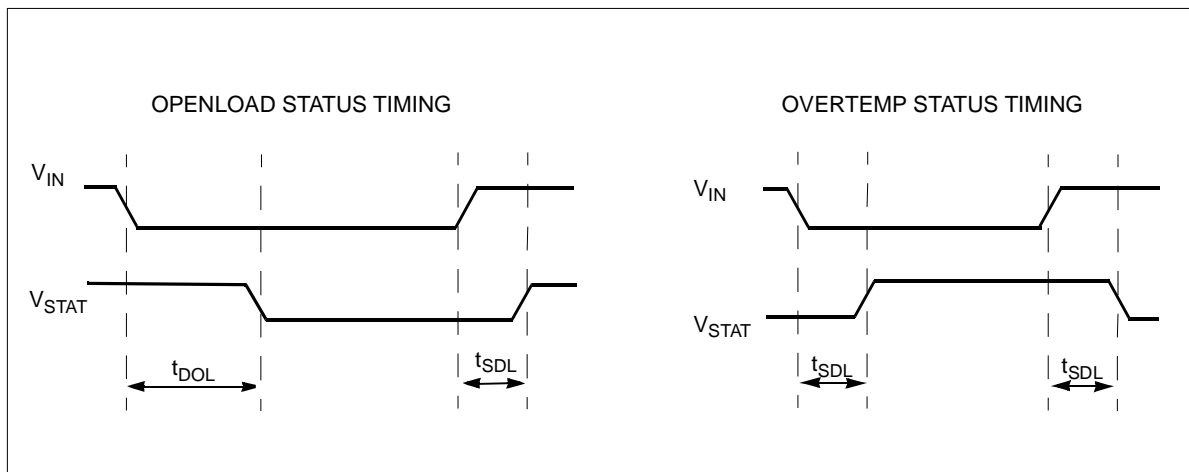 OPENLOAD STATUS TIMING
V_IN
V_STAT
t_DOL
t_SDL
OVERTEMP STATUS TIMING
V_IN
V_STAT
t_SDL
t_SDL